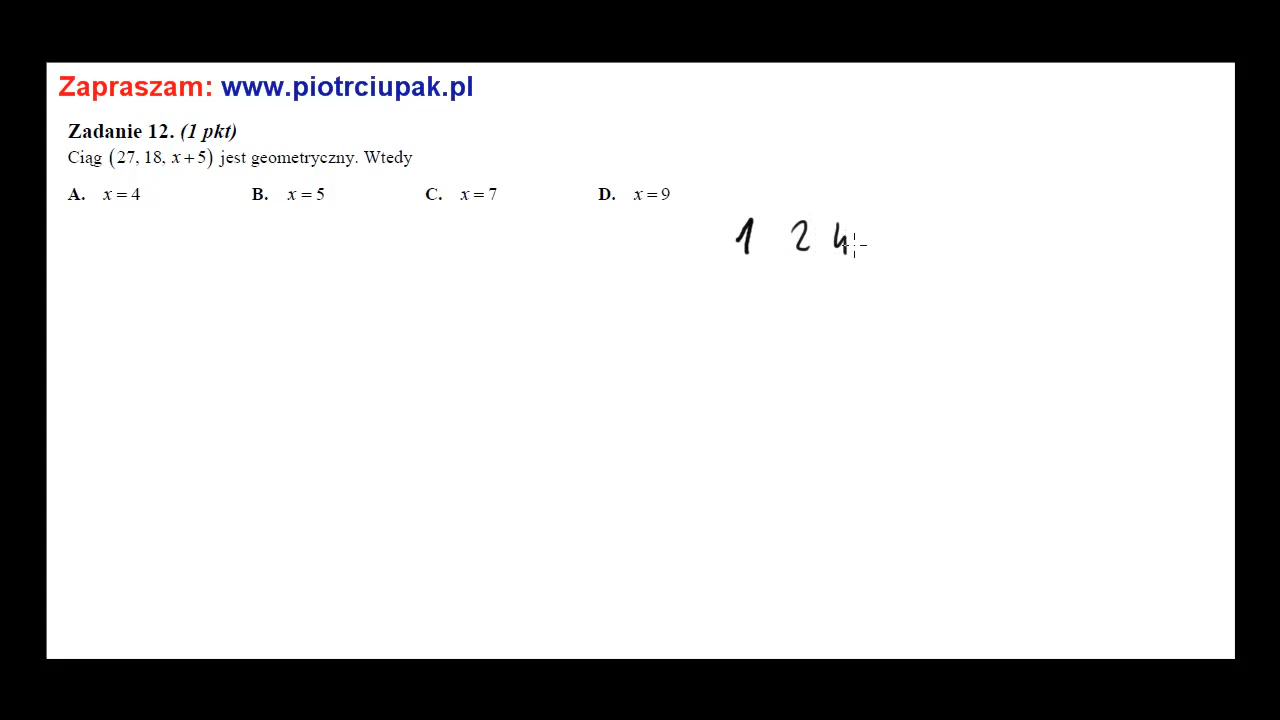 Zapraszam: www.piotrciupak.pl
Zadanie 12. (1 pkt)
Ciąg (27, 18, x + 5) jest geometryczny. Wtedy
A. x = 4 B. x = 5 C. x = 7 D. x = 9
1 2 4